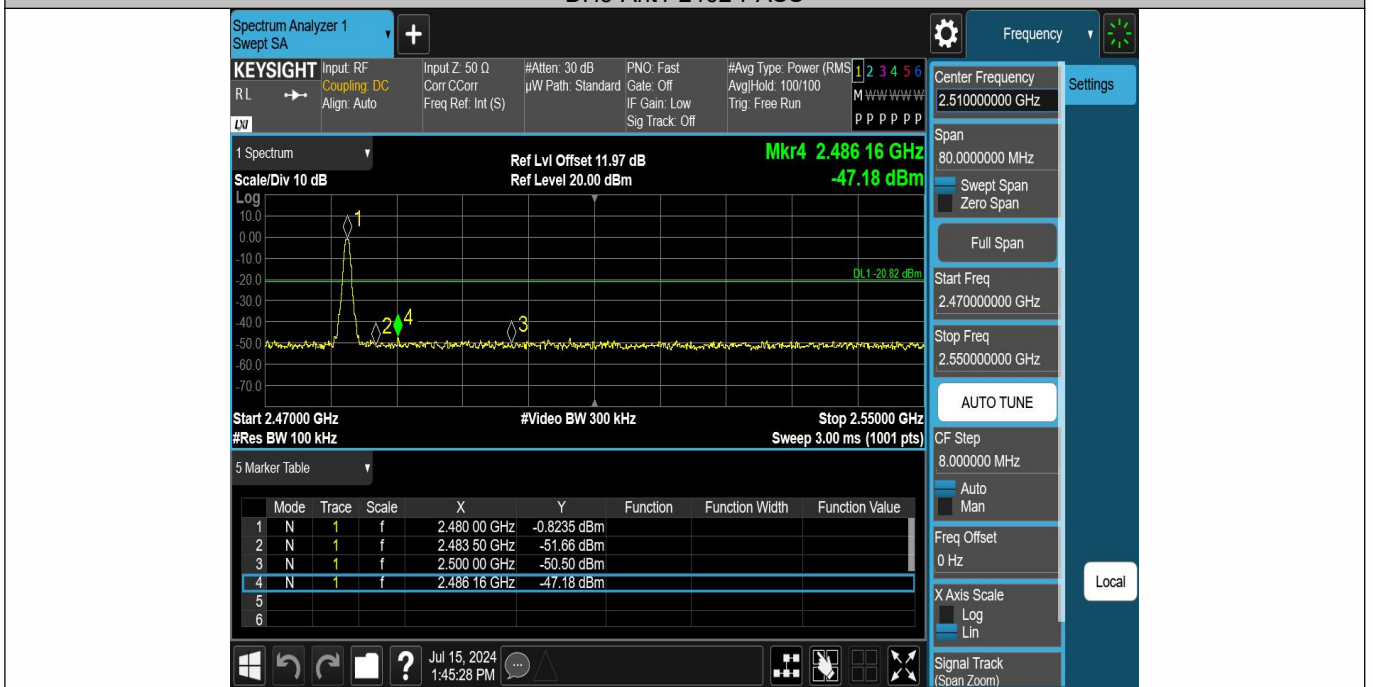 Spectrum Analyzer 1
Swept SA
+
Frequency
KEYSIGHT Input: RF Input Z: 50 Ω #Atten: 30 dB PNO: Fast #Avg Type: Power (RMS 1 2 3 4 5 6
RL Coupling: DC Corr CCorr µW Path: Standard Gate: Off Avg|Hold: 100/100 M W W W W W
Align: Auto Freq Ref: Int (S) IF Gain: Low Trig: Free Run
LXI Sig Track: Off P P P P P P
1 Spectrum Ref Lvl Offset 11.97 dB Mkr4 2.486 16 GHz
Scale/Div 10 dB Ref Level 20.00 dBm -47.18 dBm
Log
10.0
1
0.00
-10.0
DL1 -20.82 dBm
-20.0
-30.0
-40.0
2 4 3
-50.0
-60.0
-70.0
Start 2.47000 GHz #Video BW 300 kHz Stop 2.55000 GHz
#Res BW 100 kHz Sweep 3.00 ms (1001 pts)
5 Marker Table
Mode Trace Scale X Y Function Function Width Function Value
1 N 1 f 2.480 00 GHz -0.8235 dBm
2 N 1 f 2.483 50 GHz -51.66 dBm
3 N 1 f 2.500 00 GHz -50.50 dBm
4 N 1 f 2.486 16 GHz -47.18 dBm
5
6
Jul 15, 2024
1:45:28 PM
?
Center Frequency
2.510000000 GHz
Settings
Span
80.0000000 MHz
Swept Span
Zero Span
Full Span
Start Freq
2.470000000 GHz
Stop Freq
2.550000000 GHz
AUTO TUNE
CF Step
8.000000 MHz
Auto
Man
Freq Offset
0 Hz
Local
X Axis Scale
Log
Lin
Signal Track
(Span Zoom)